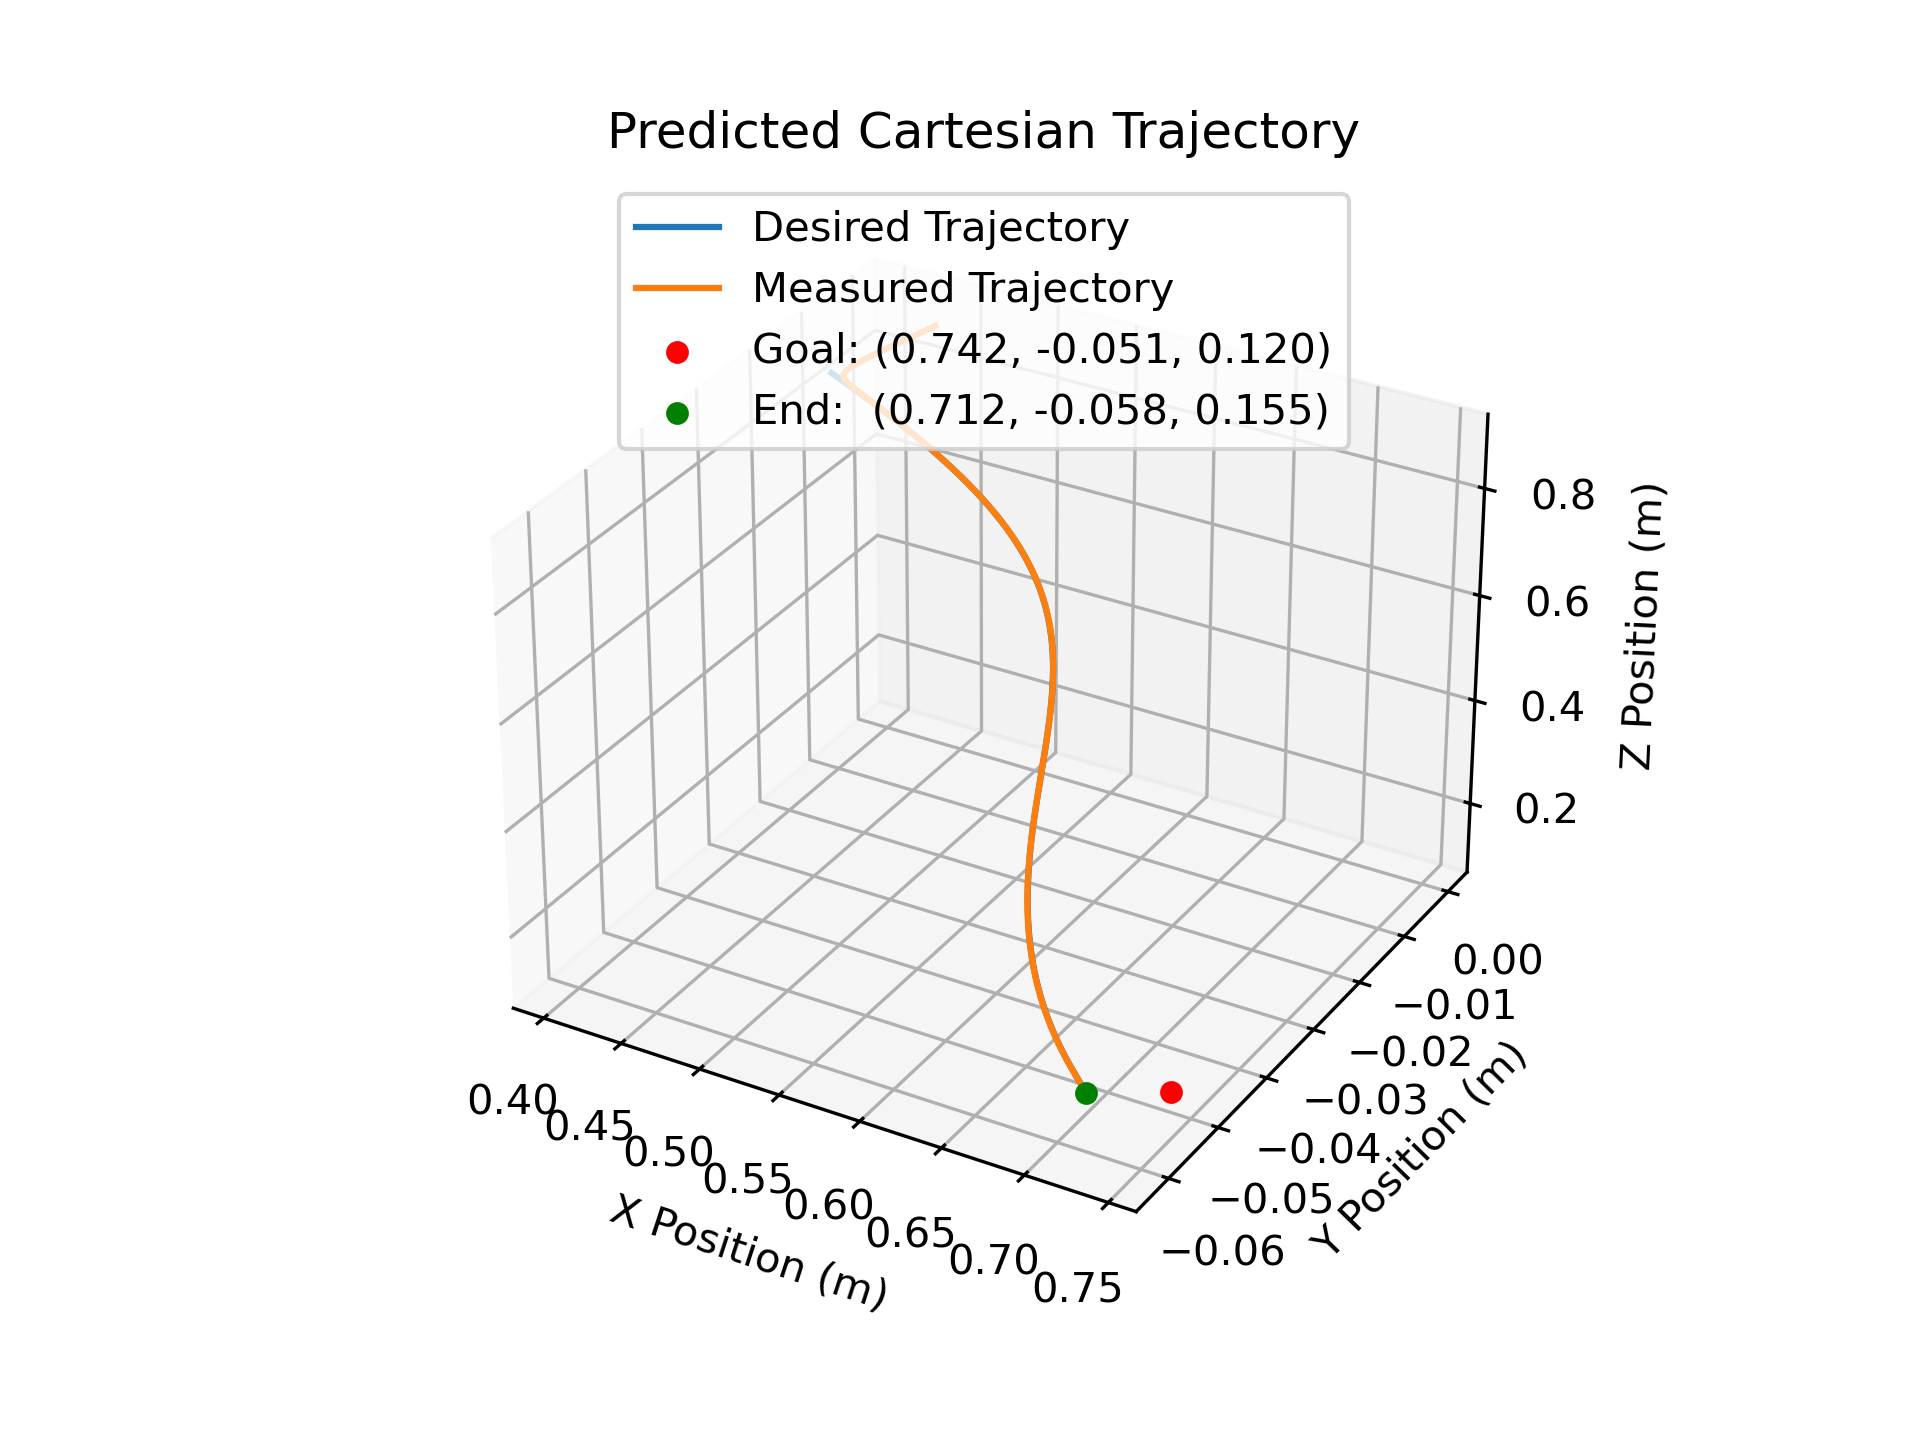 Predicted Cartesian Trajectory
Desired Trajectory
Measured Trajectory
Goal: (0.742, -0.051, 0.120)
End:  (0.712, -0.058, 0.155)
0.8
0.6
0.4
0.2
Z Position (m)
0.00
−0.01
−0.02
−0.03
−0.04
−0.05
−0.06
Y Position (m)
0.40
0.45
0.50
0.55
0.60
0.65
0.70
0.75
X Position (m)